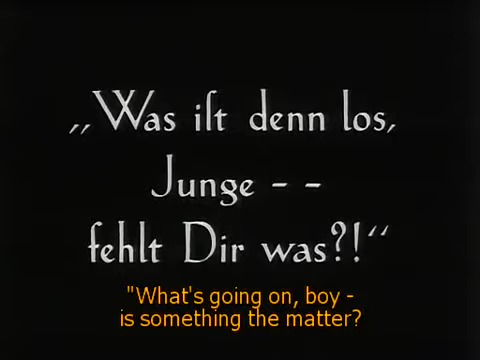 „Was iſt denn los,
Junge - -
fehlt Dir was?!“
"What's going on, boy -
is something the matter?